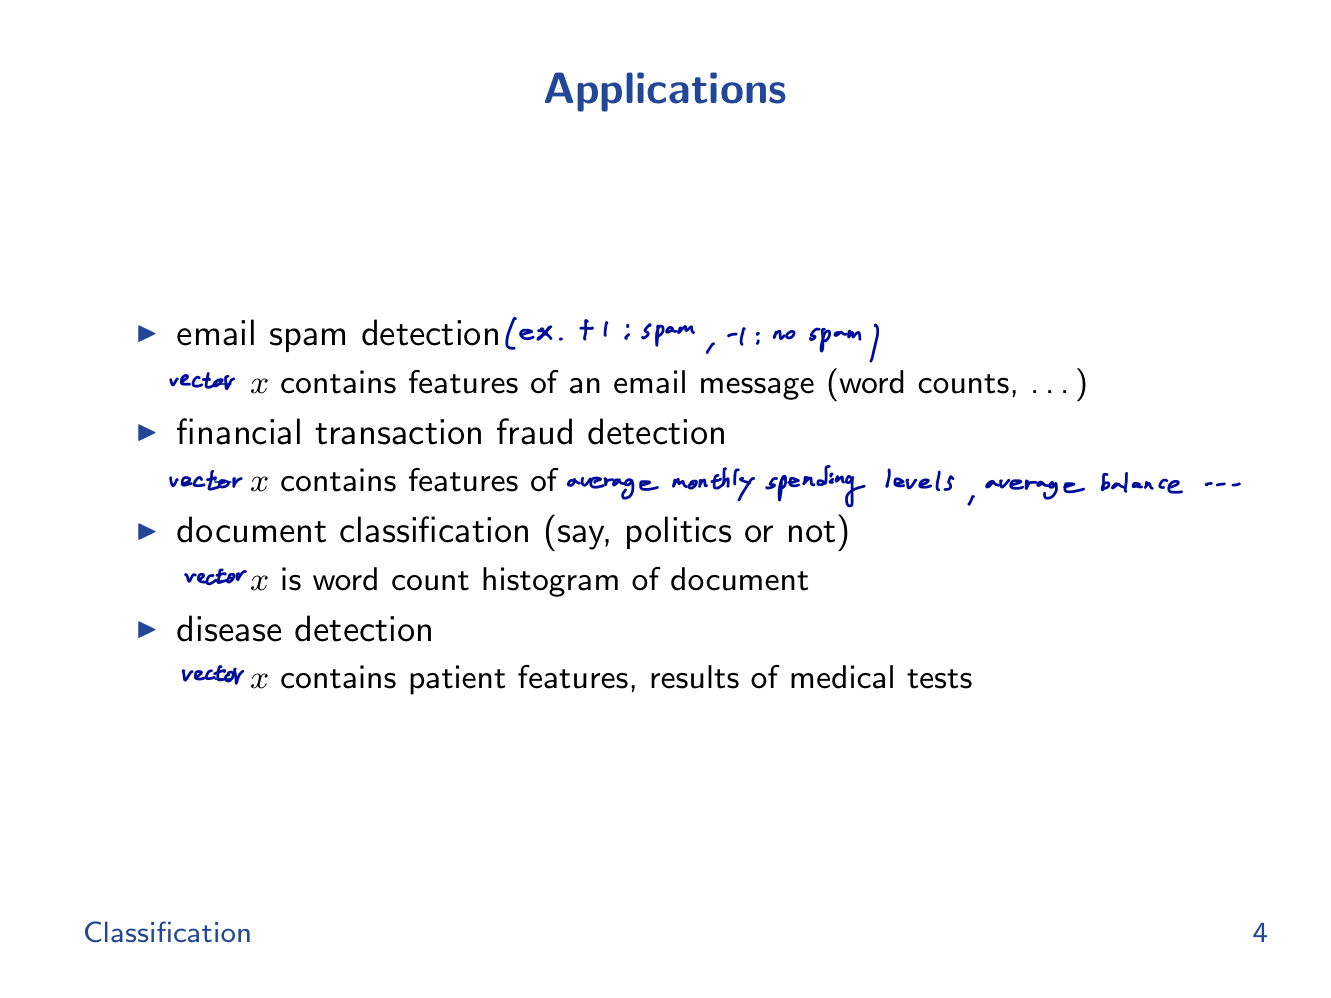 Applications
▶ email spam detection (ex. +1 ; spam , -1 : no spam)
vector x contains features of an email message (word counts, . . . )
▶ financial transaction fraud detection
vector x contains features of average monthly spending levels , average balance ---
▶ document classification (say, politics or not)
vector x is word count histogram of document
▶ disease detection
vector x contains patient features, results of medical tests
Classification 4